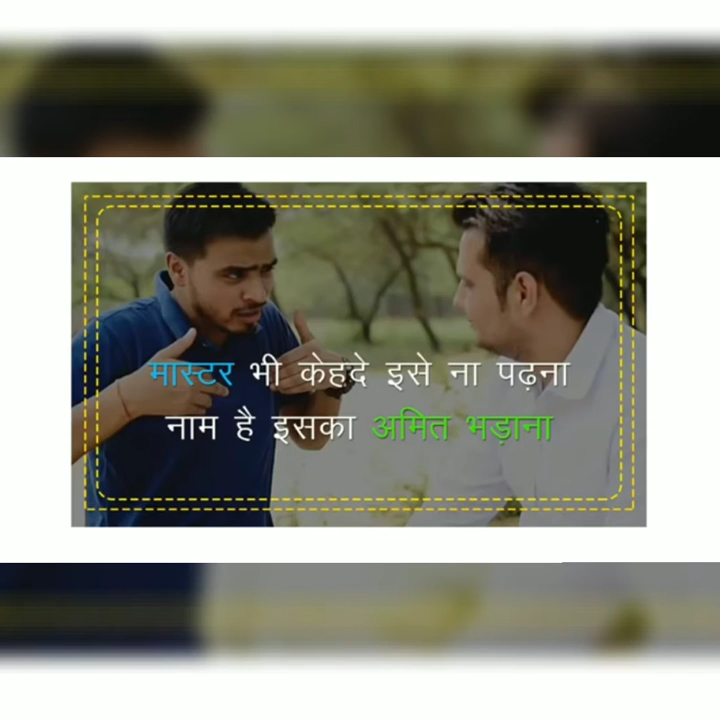 मास्टर भी केहदे इसे ना पढ़ना
नाम है इसका अमित भड़ाना